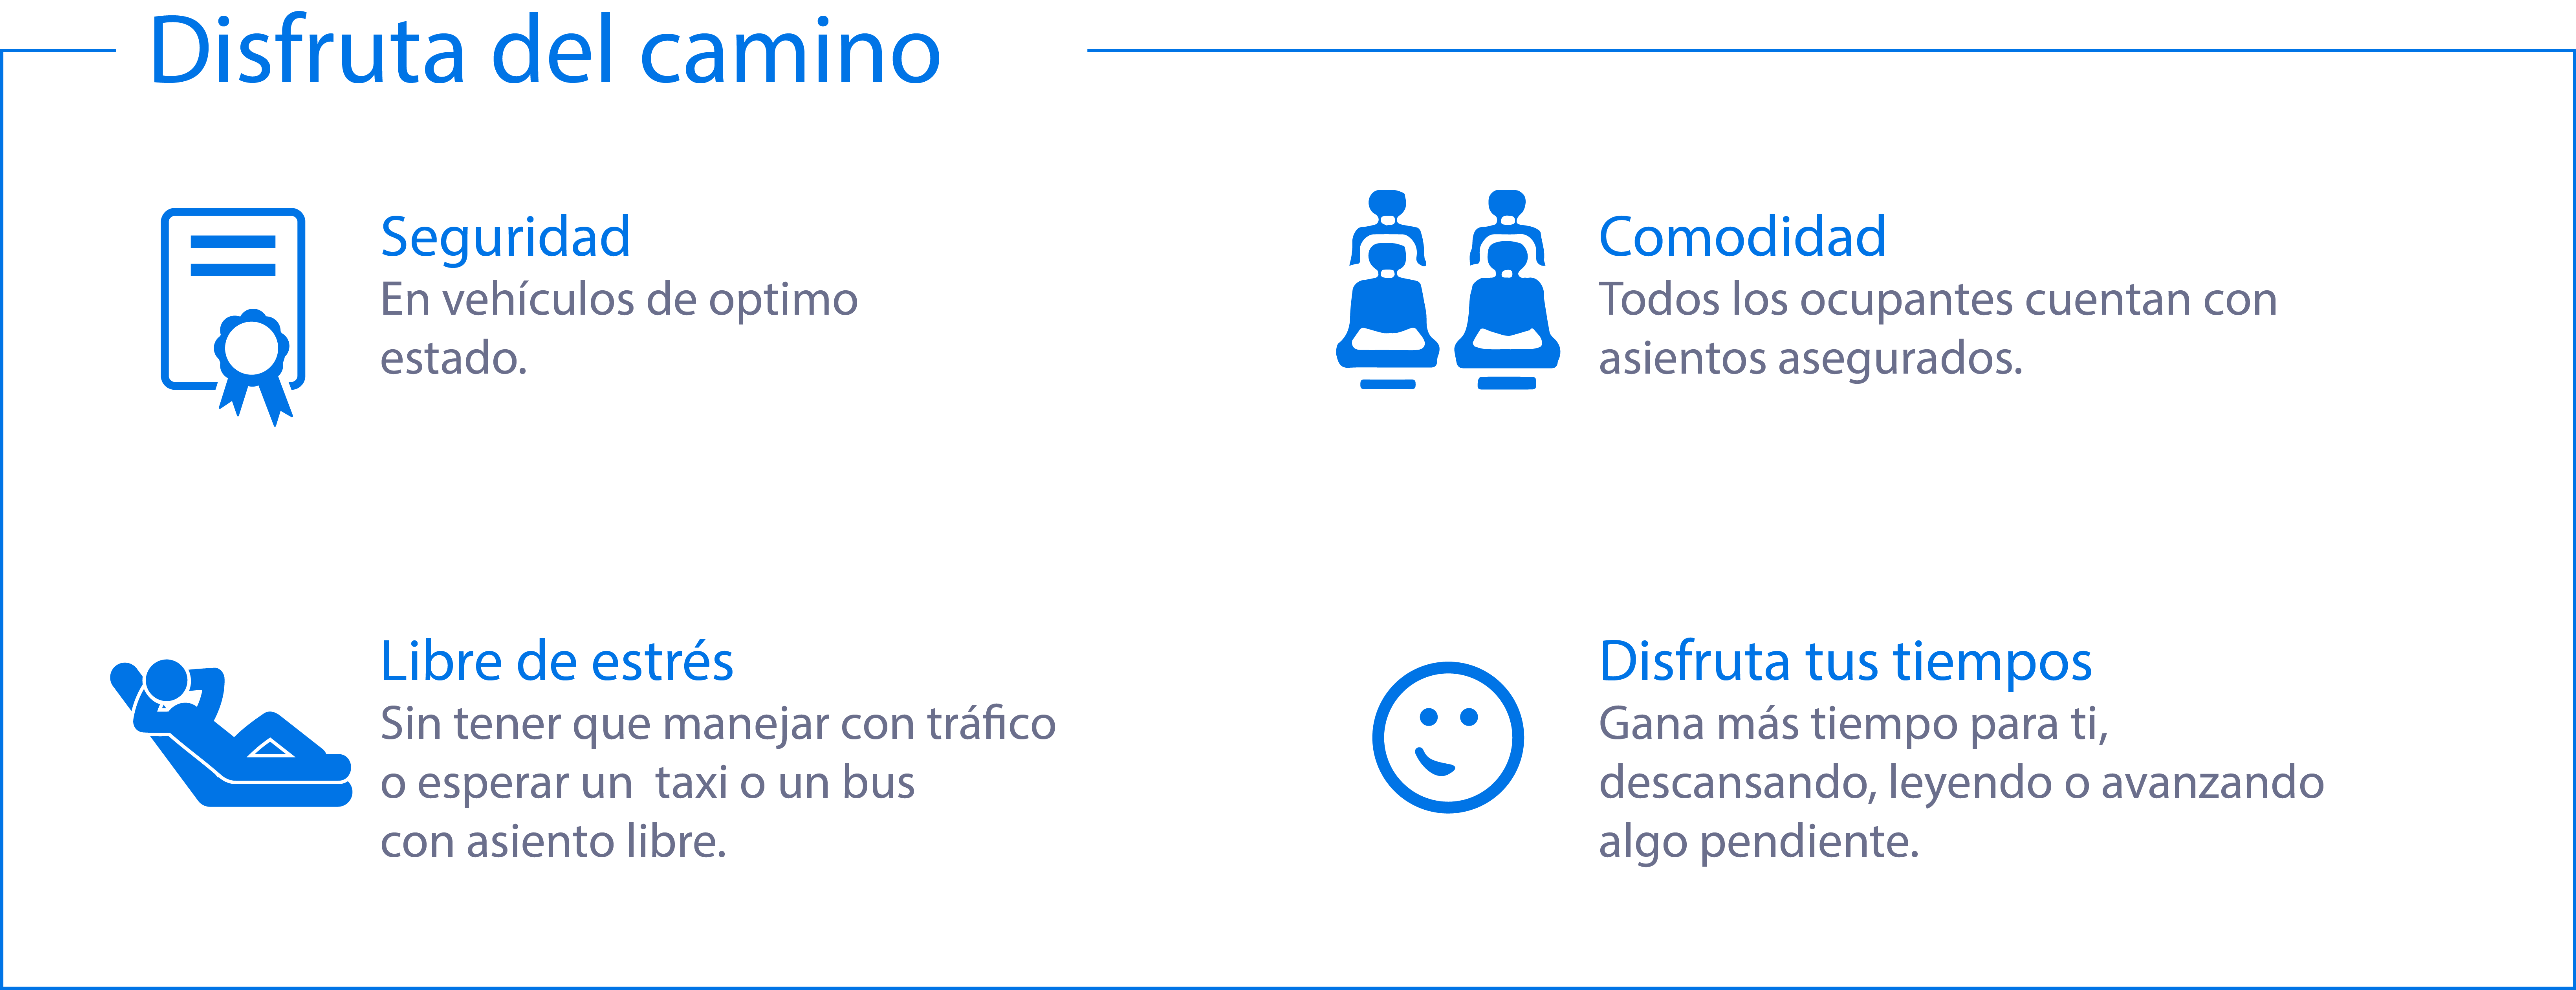 Disfruta del camino
Seguridad
En vehículos de optimo
estado.
Comodidad
Todos los ocupantes cuentan con
asientos asegurados.
Libre de estrés
Sin tener que manejar con tráfico
o esperar un  taxi o un bus
con asiento libre.
Disfruta tus tiempos
Gana más tiempo para ti,
descansando, leyendo o avanzando
algo pendiente.